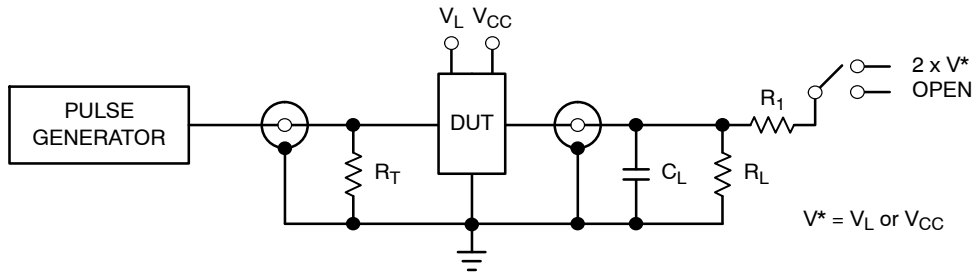 V_L V_CC
PULSE
GENERATOR
DUT
R_T
C_L
R_L
R_1
2 x V*
OPEN
V* = V_L or V_CC